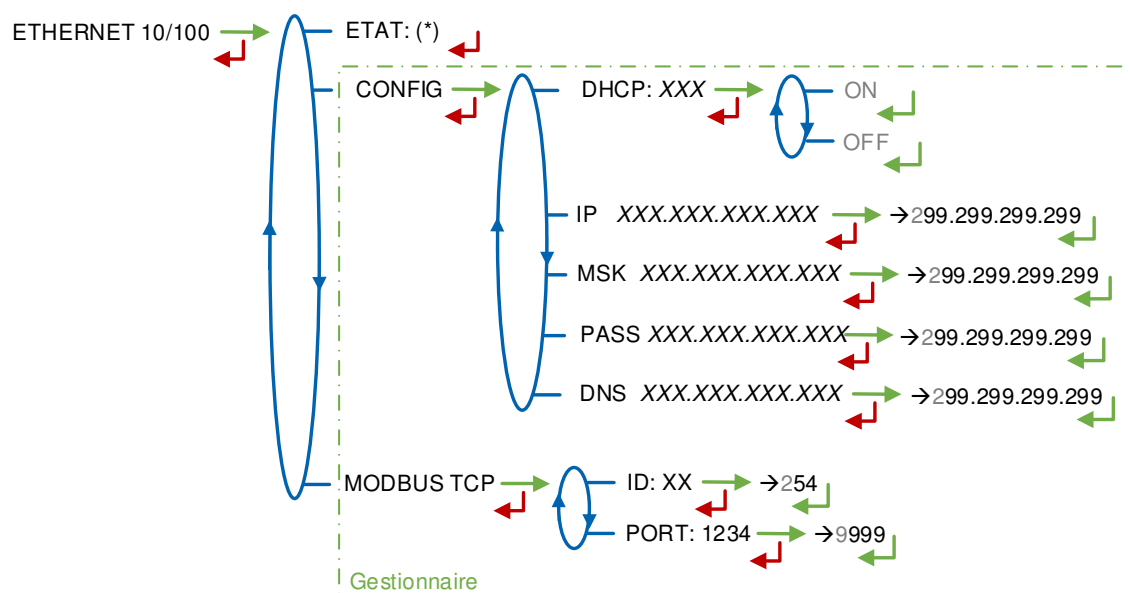 ETHERNET 10/100
ETAT: (*)
CONFIG
DHCP: XXX
ON
OFF
IP XXX.XXX.XXX.XXX →299.299.299.299
MSK XXX.XXX.XXX.XXX →299.299.299.299
PASS XXX.XXX.XXX.XXX →299.299.299.299
DNS XXX.XXX.XXX.XXX →299.299.299.299
MODBUS TCP
ID: XX →254
PORT: 1234 →9999
Gestionnaire